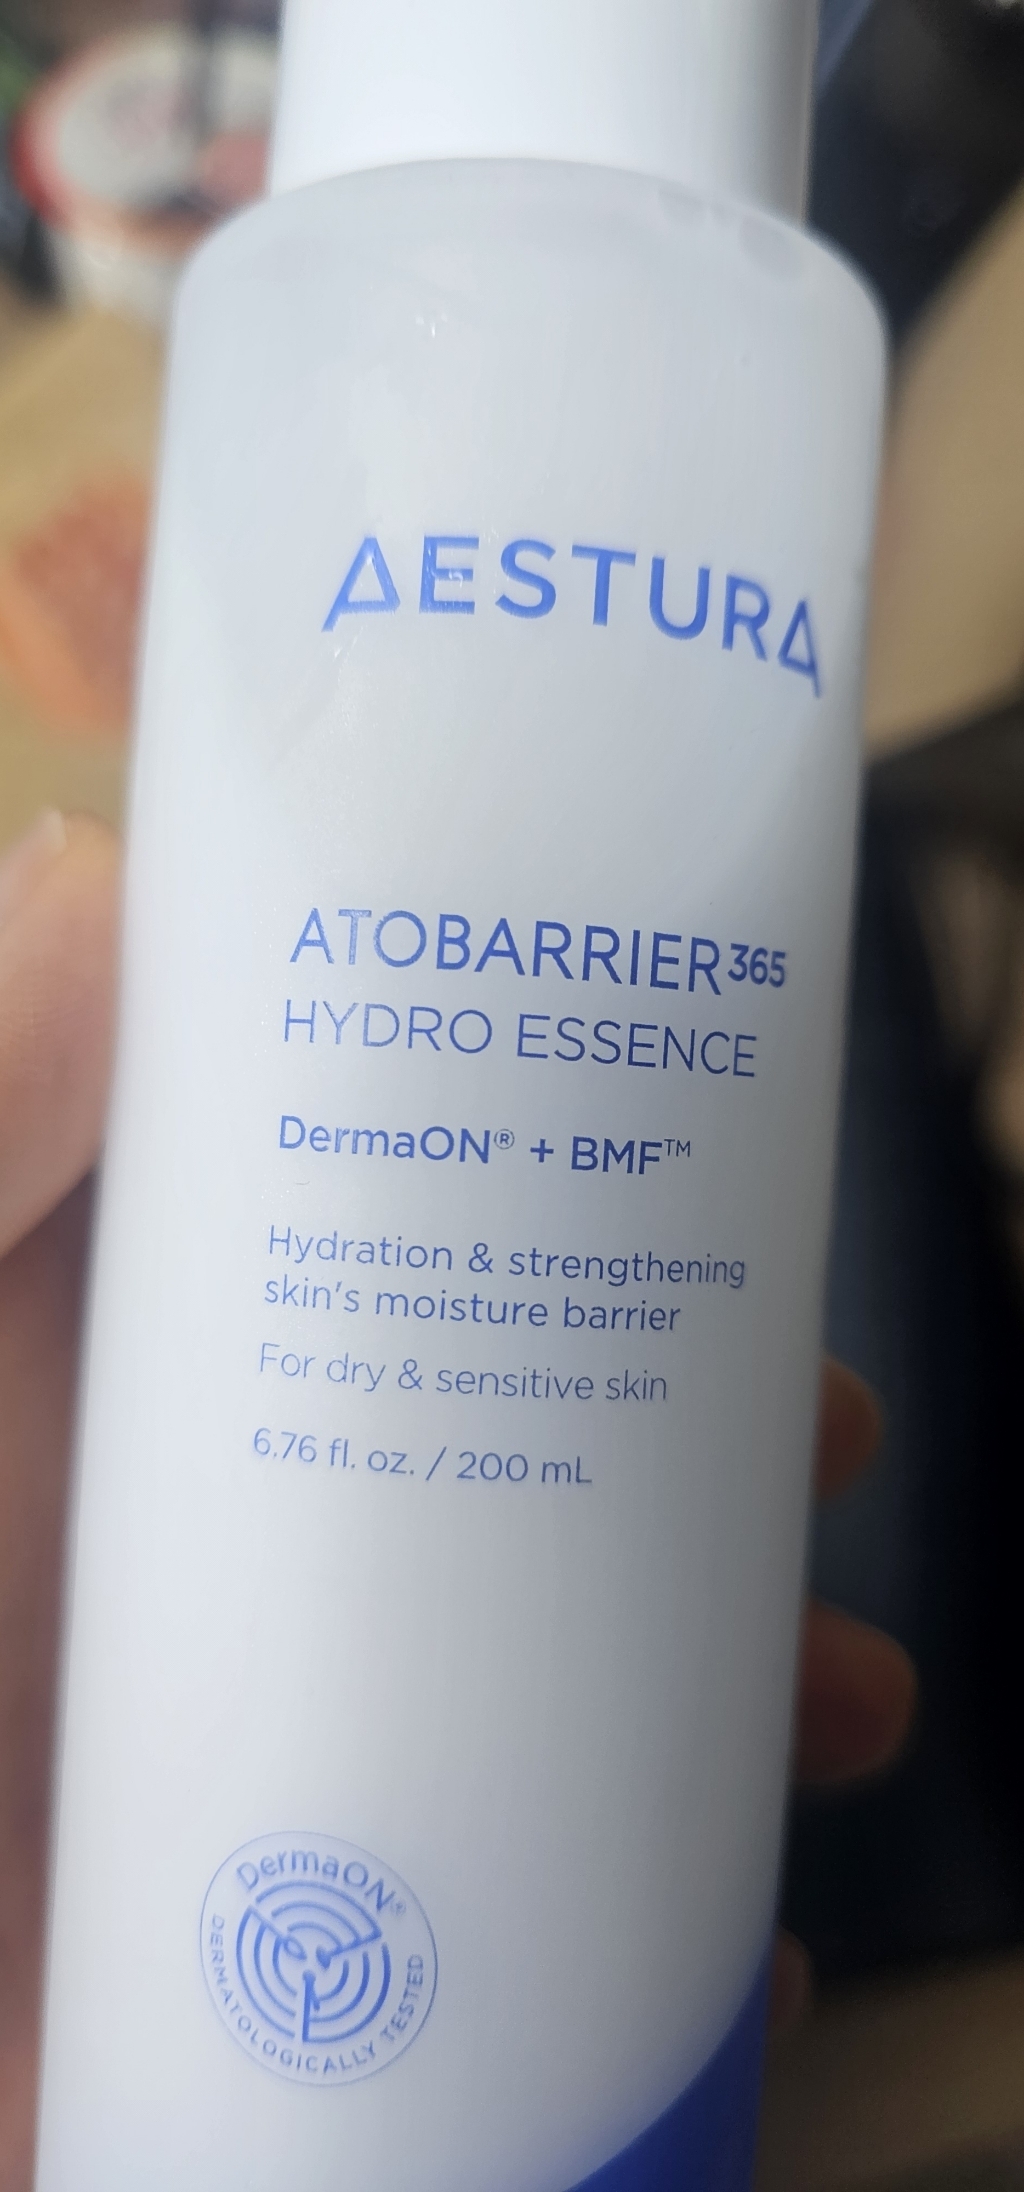 AESTURA
ATOBARRIER365
HYDRO ESSENCE
DermaON® + BMF™
Hydration & strengthening
skin's moisture barrier
For dry & sensitive skin
6.76 fl. oz. / 200 mL
DermaON®
DERMATOLOGICALLY TESTED